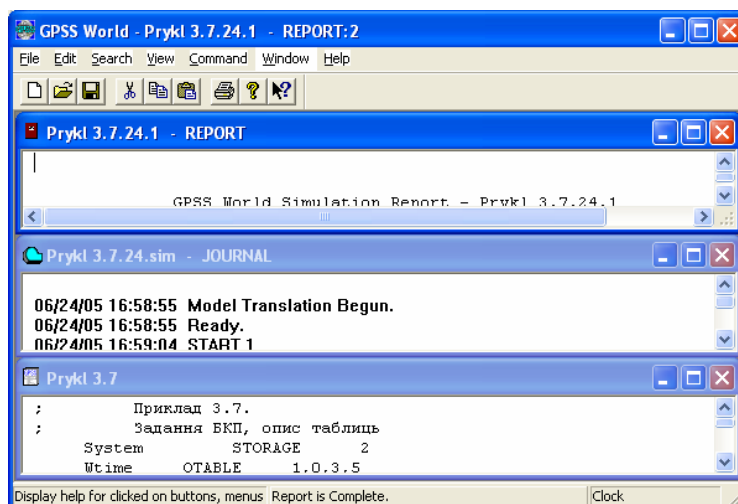 GPSS World - Prykl 3.7.24.1 - REPORT:2
File Edit Search View Command Window Help
Prykl 3.7.24.1 - REPORT
GPSS World Simulation Report - Prykl 3.7.24.1
Prykl 3.7.24.sim - JOURNAL
06/24/05 16:58:55 Model Translation Begun.
06/24/05 16:58:55 Ready.
06/24/05 16:59:04 START 1
Prykl 3.7
; Приклад 3.7.
; Задання БКП, опис таблиць
System STORAGE 2
Wtime QTABLE 1,0,3,5
Display help for clicked on buttons, menus Report is Complete. Clock